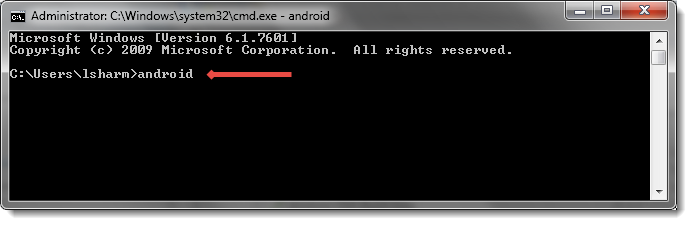 Administrator: C:\Windows\system32\cmd.exe - android
Microsoft Windows [Version 6.1.7601]
Copyright (c) 2009 Microsoft Corporation.  All rights reserved.
C:\Users\lsharm>android